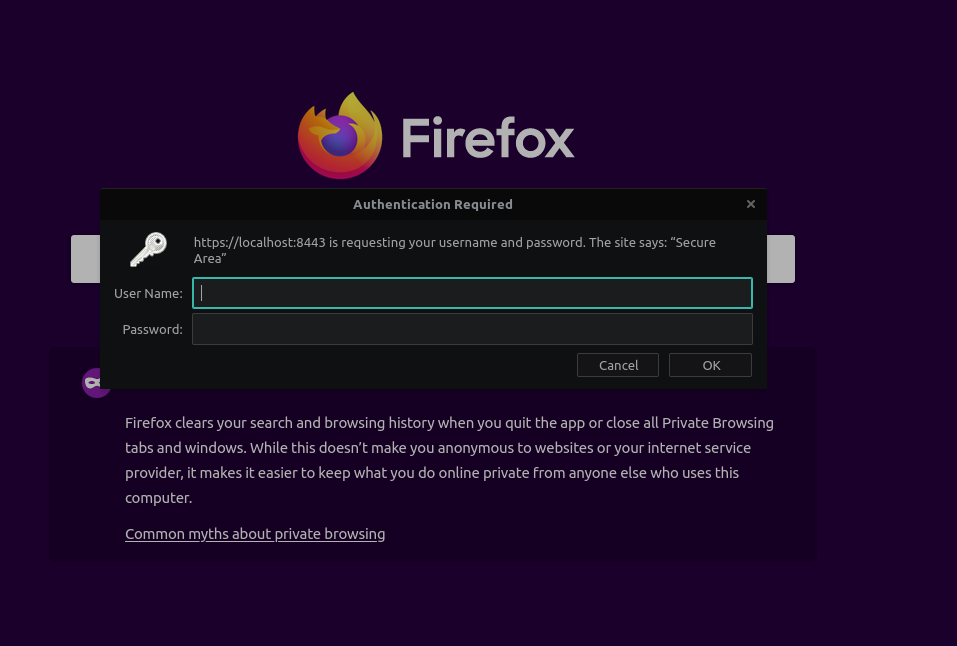 Firefox
Authentication Required
https://localhost:8443 is requesting your username and password. The site says: “Secure
Area”
User Name:
Password:
Cancel
OK
Firefox clears your search and browsing history when you quit the app or close all Private Browsing
tabs and windows. While this doesn’t make you anonymous to websites or your internet service
provider, it makes it easier to keep what you do online private from anyone else who uses this
computer.
Common myths about private browsing